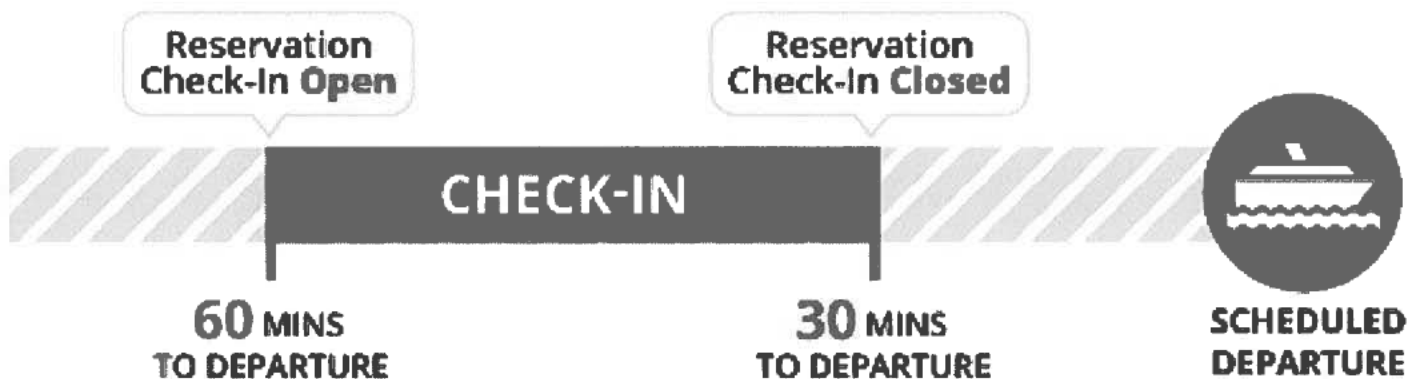 Reservation
Check-In Open
Reservation
Check-In Closed
CHECK-IN
60 MINS
TO DEPARTURE
30 MINS
TO DEPARTURE
SCHEDULED
DEPARTURE